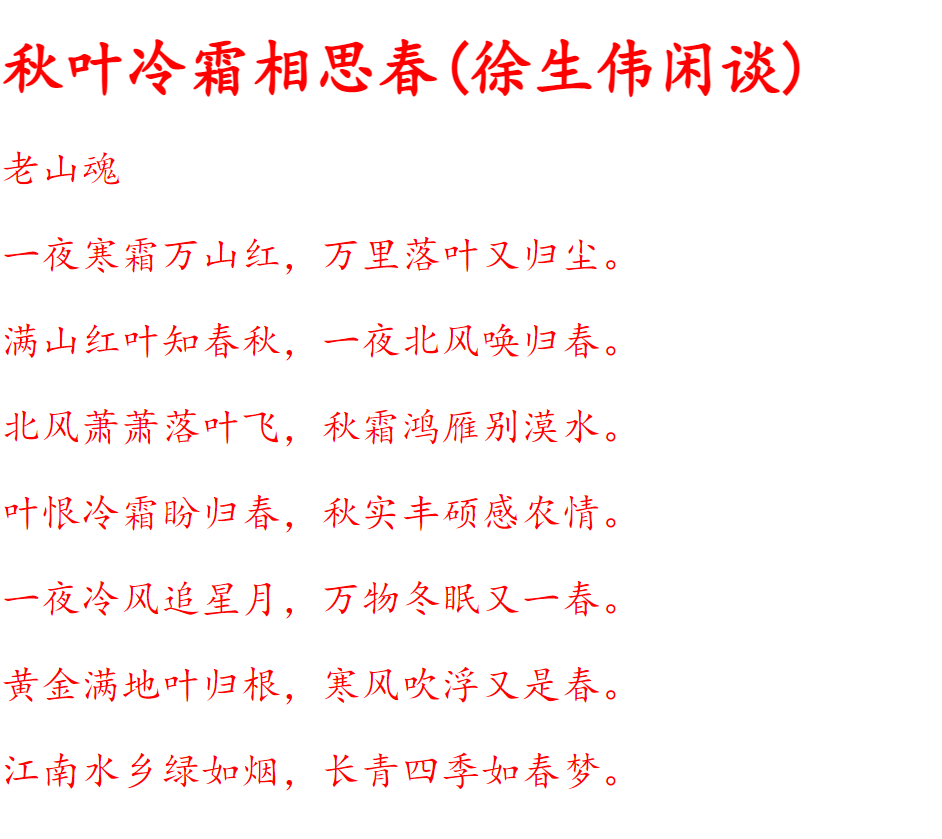 秋叶冷霜相思春(徐生伟闲谈)
老山魂
一夜寒霜万山红，万里落叶又归尘。
满山红叶知春秋，一夜北风唤归春。
北风萧萧落叶飞，秋霜鸿雁别漠水。
叶恨冷霜盼归春，秋实丰硕感农情。
一夜冷风追星月，万物冬眠又一春。
黄金满地叶归根，寒风吹浮又是春。
江南水乡绿如烟，长青四季如春梦。